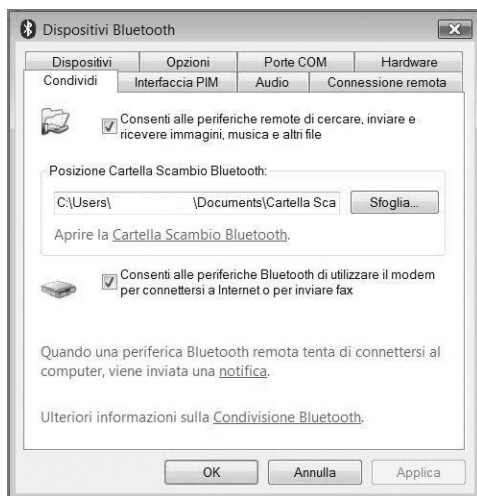 Dispositivi Bluetooth
Dispositivi
Opzioni
Porte COM
Hardware
Condividi
Interfaccia PIM
Audio
Connessione remota
Consenti alle periferiche remote di cercare, inviare e
ricevere immagini, musica e altri file
Posizione Cartella Scambio Bluetooth:
C:\Users\ \Documents\Cartella Sca
Sfoglia...
Aprire la Cartella Scambio Bluetooth.
Consenti alle periferiche Bluetooth di utilizzare il modem
per connettersi a Internet o per inviare fax
Quando una periferica Bluetooth remota tenta di connettersi al
computer, viene inviata una notifica.
Ulteriori informazioni sulla Condivisione Bluetooth.
OK
Annulla
Applica